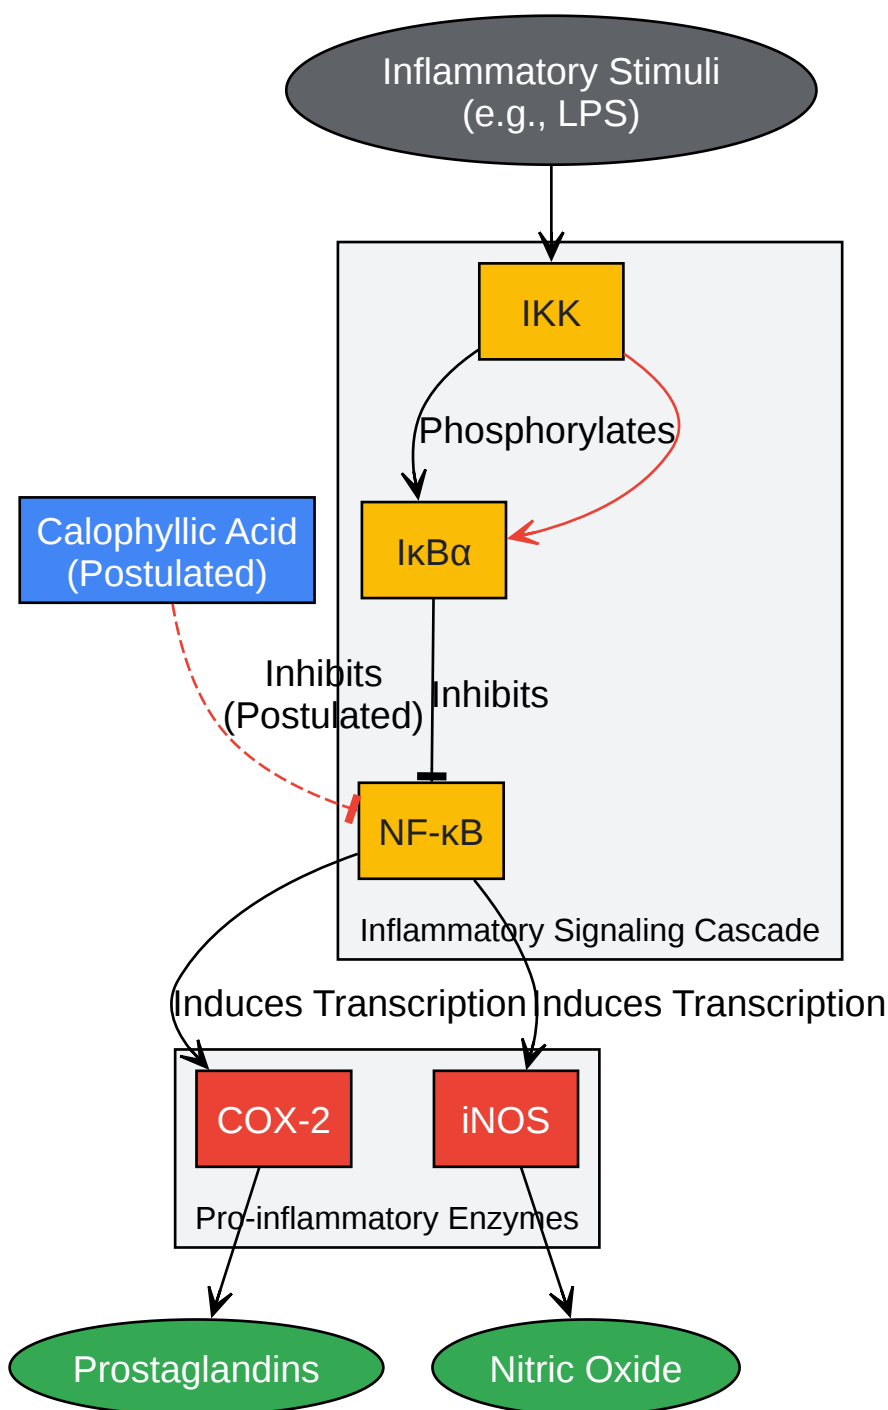 Inflammatory Stimuli
(e.g., LPS)
IKK
Phosphorylates
Calophyllic Acid
(Postulated)
IκBα
Inhibits
(Postulated)
Inhibits
NF-κB
Inflammatory Signaling Cascade
Induces Transcription
Induces Transcription
COX-2
iNOS
Pro-inflammatory Enzymes
Prostaglandins
Nitric Oxide